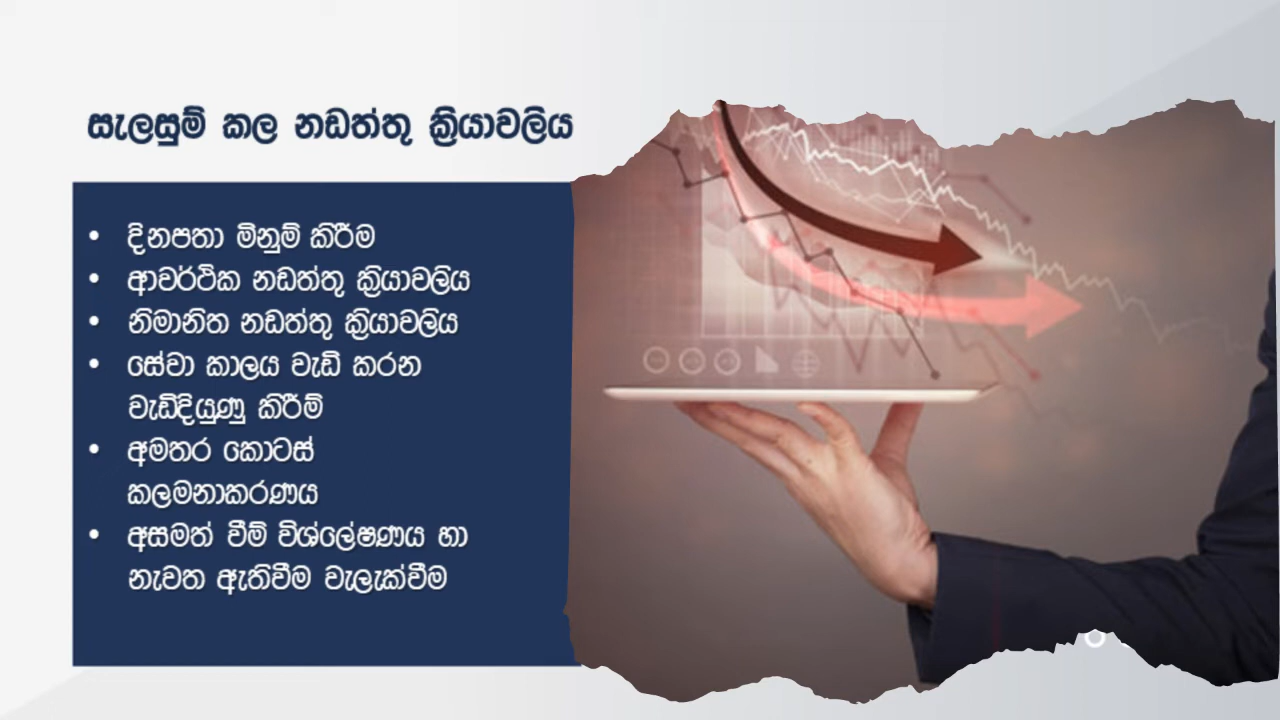 සැලසුම් කල නඩත්තු ක්‍රියාවලිය
• දිනපතා මිනුම් කිරීම
• ආවර්ථික නඩත්තු ක්‍රියාවලිය
• නිමානිත නඩත්තු ක්‍රියාවලිය
• සේවා කාලය වැඩි කරන
වැඩිදියුණු කිරීම්
• අමතර කොටස්
කලමනාකරණය
• අසමත් වීම් විශ්ලේෂණය හා
නැවත ඇතිවීම වැලැක්වීම